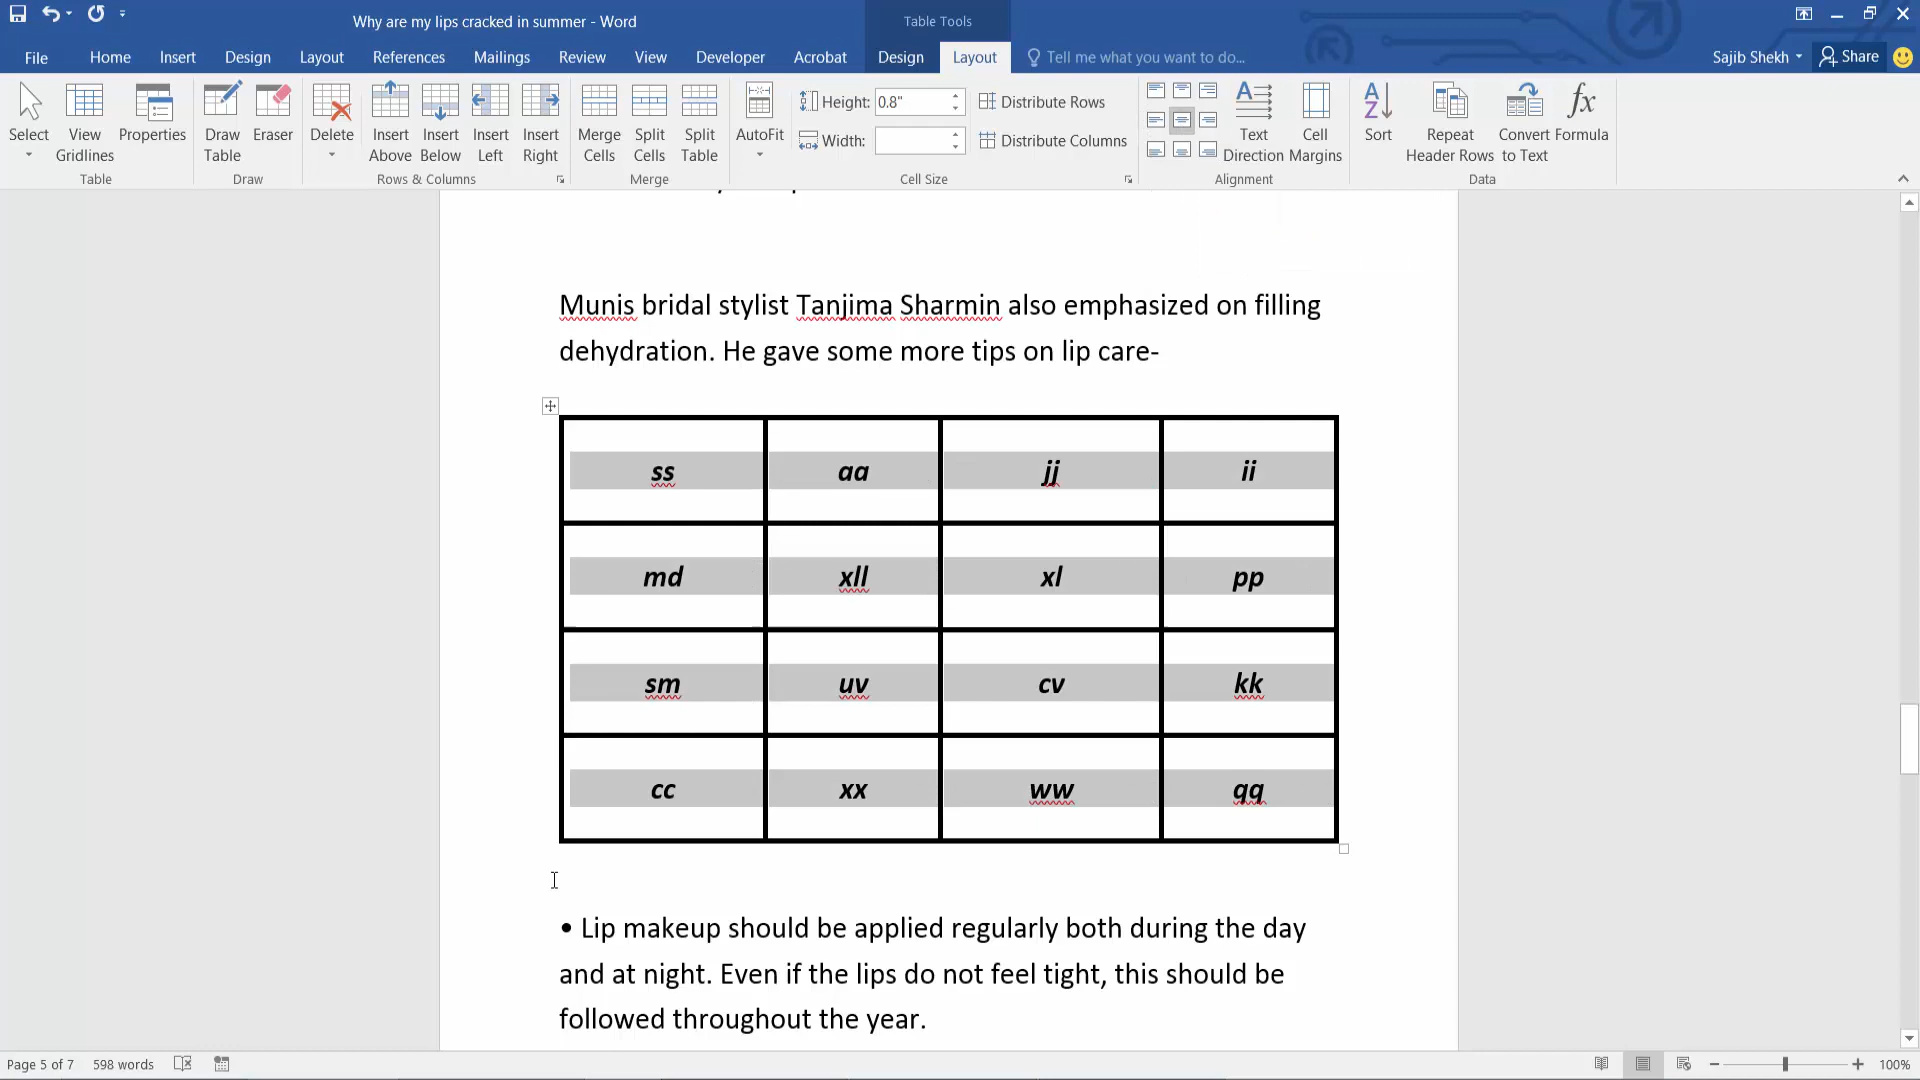 Why are my lips cracked in summer - Word
Table Tools
File Home Insert Design Layout References Mailings Review View Developer Acrobat Design Layout Tell me what you want to do... Sajib Shekh Share
Select View Gridlines Properties Draw Table Eraser Delete Insert Above Insert Below Insert Left Insert Right Merge Cells Split Cells Split Table AutoFit Height: 0.8" Distribute Rows
Width: Distribute Columns
Text Direction Cell Margins Sort Repeat Header Rows Convert to Text Formula
Table Draw Rows & Columns Merge Cell Size Alignment Data
Munis bridal stylist Tanjima Sharmin also emphasized on filling
dehydration. He gave some more tips on lip care-
ss aa jj ii
md xll xl pp
sm uv cv kk
cc xx ww qq
• Lip makeup should be applied regularly both during the day
and at night. Even if the lips do not feel tight, this should be
followed throughout the year.
Page 5 of 7 598 words 100%